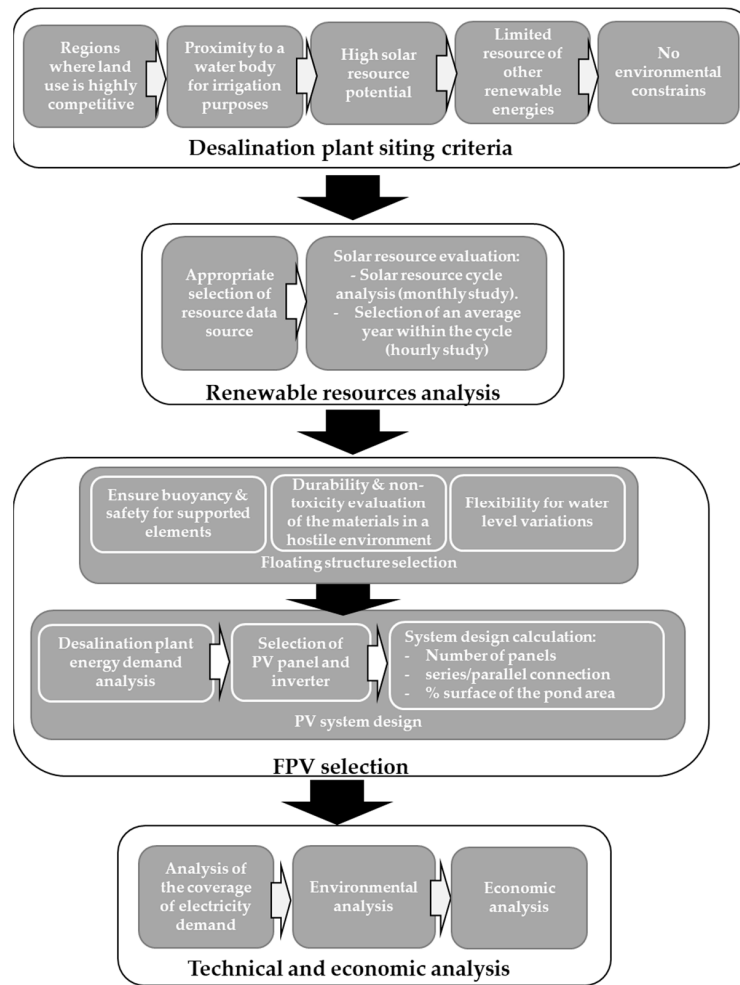 Regions
where land
use is highly
competitive
Proximity to a
water body
for irrigation
purposes
High solar
resource
potential
Limited
resource of
other
renewable
energies
No
environmental
constrains
Desalination plant siting criteria
Appropriate
selection of
resource data
source
Solar resource evaluation:
- Solar resource cycle
analysis (monthly study).
- Selection of an average
year within the cycle
(hourly study)
Renewable resources analysis
Ensure buoyancy &
safety for supported
elements
Durability & non-
toxicity evaluation
of the materials in a
hostile environment
Flexibility for water
level variations
Floating structure selection
Desalination plant
energy demand
analysis
Selection of
PV panel and
inverter
System design calculation:
- Number of panels
- series/parallel connection
- % surface of the pond area
PV system design
FPV selection
Analysis of
the coverage
of electricity
demand
Environmental
analysis
Economic
analysis
Technical and economic analysis